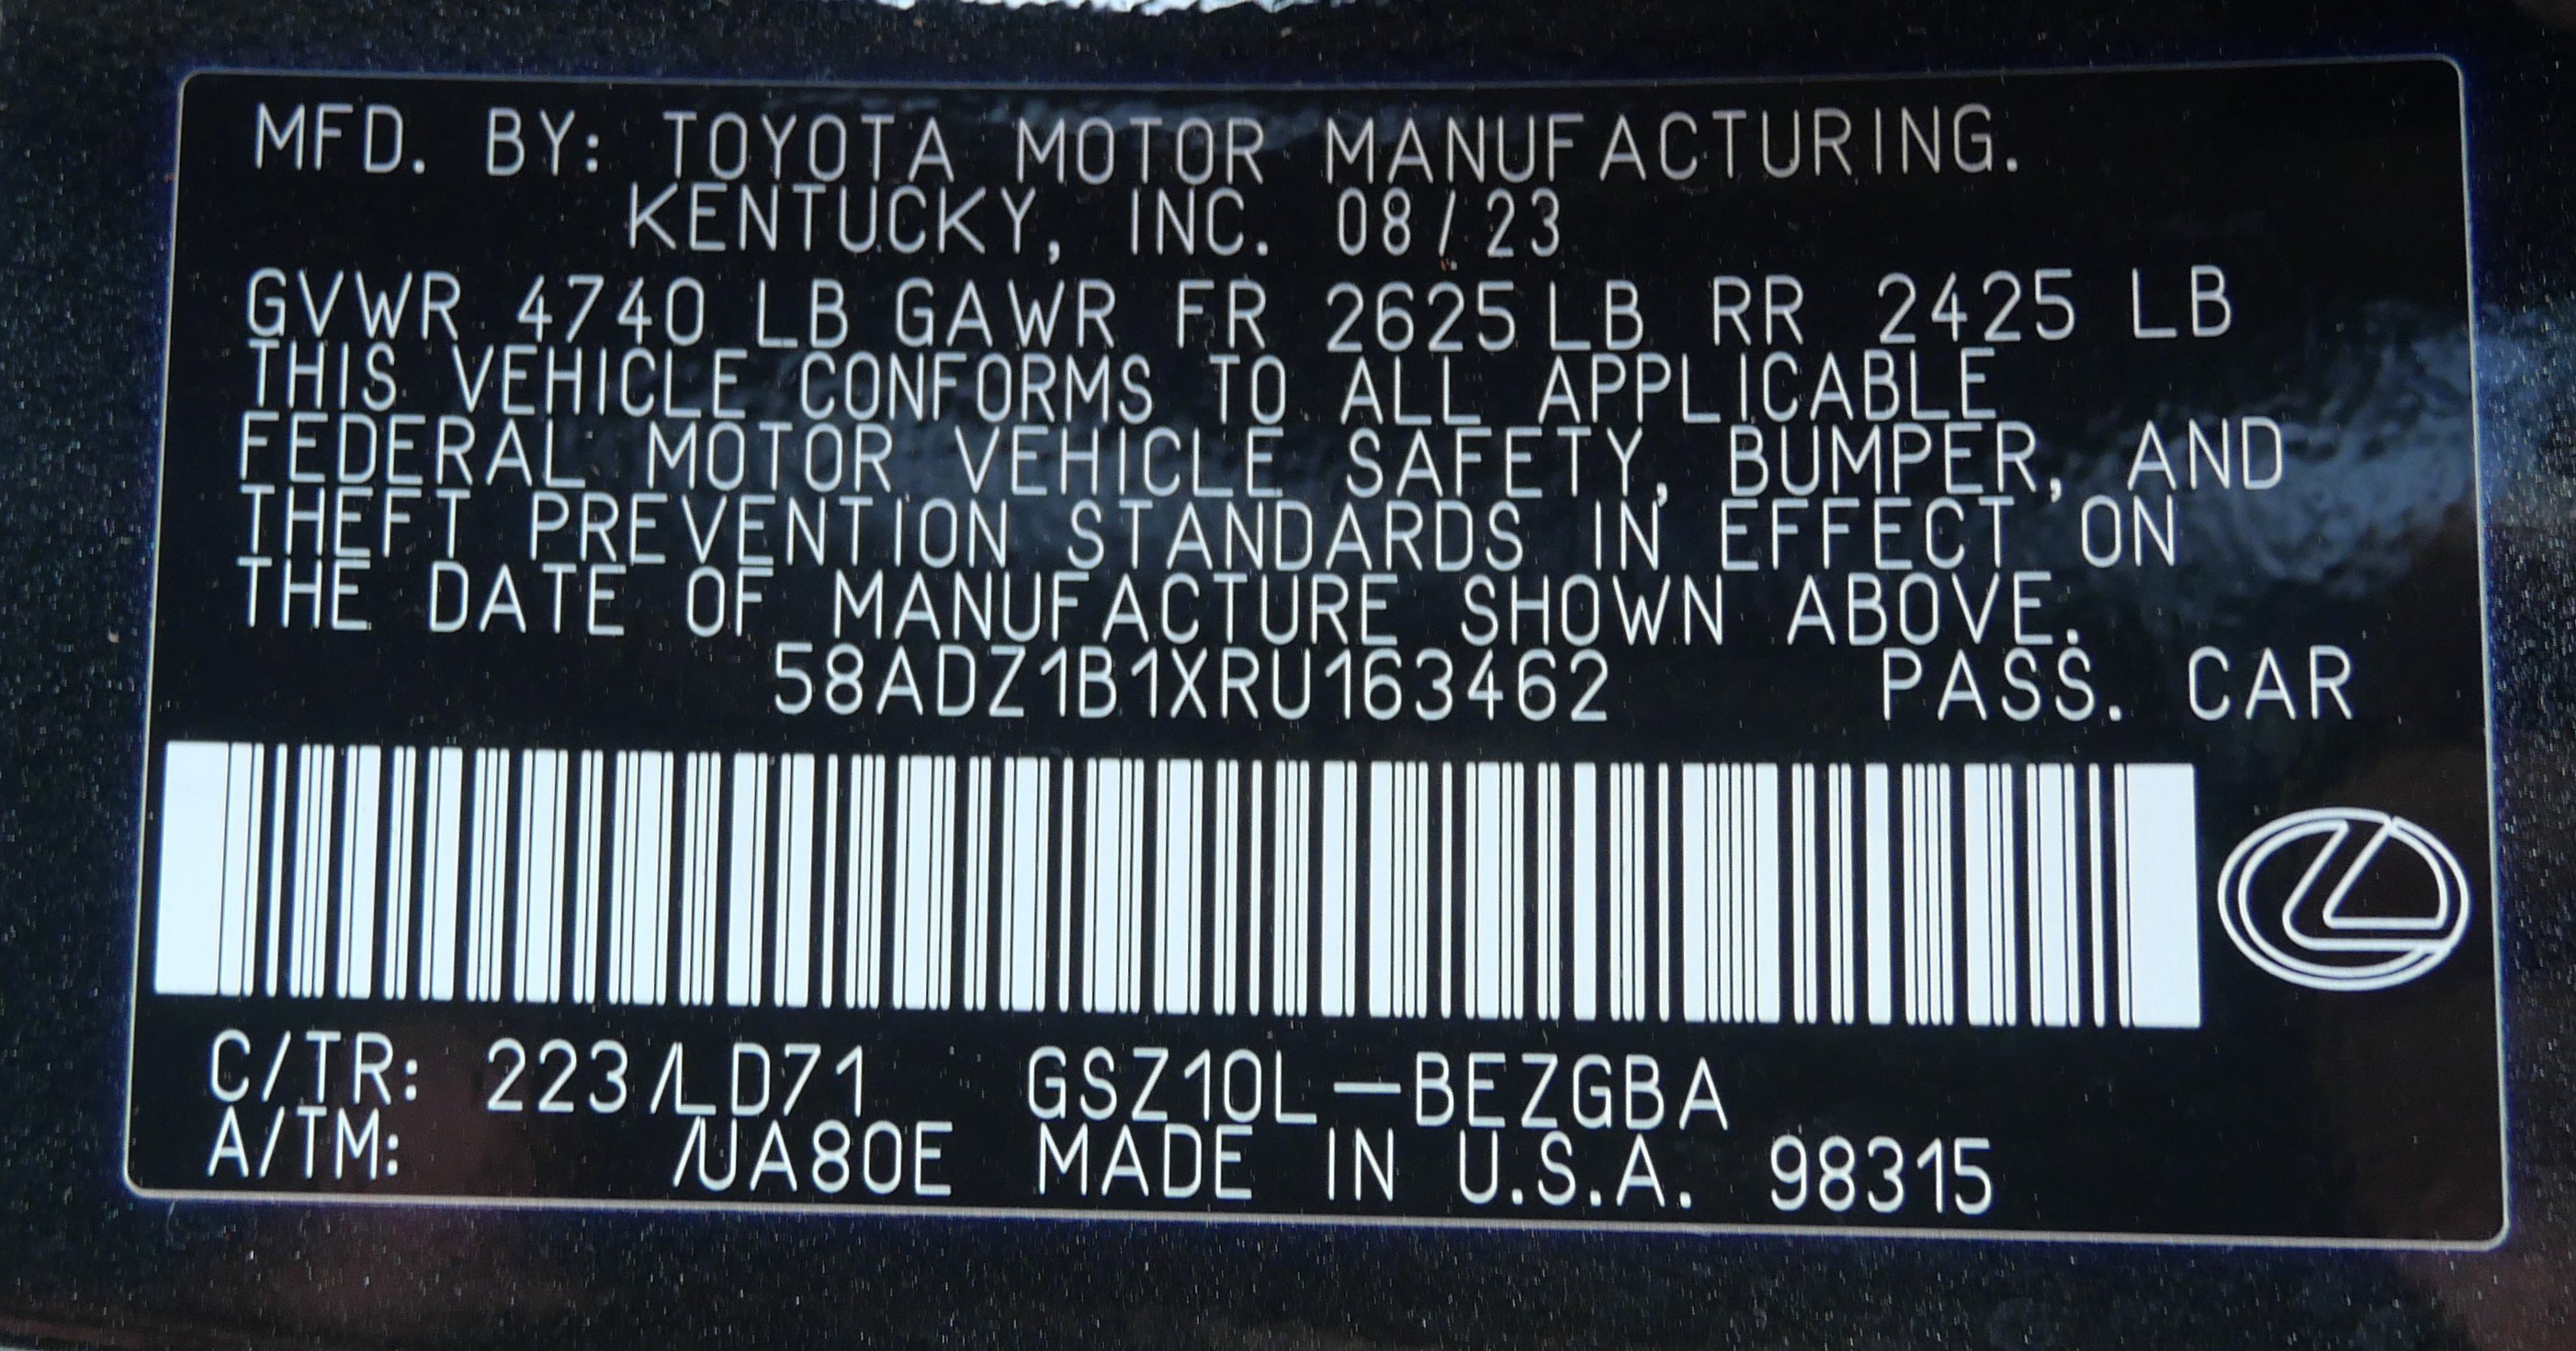 MFD. BY: TOYOTA MOTOR MANUFACTURING.
KENTUCKY, INC. 08/23
GVWR 4740 LB GAWR FR 2625 LB RR 2425 LB
THIS VEHICLE CONFORMS TO ALL APPLICABLE
FEDERAL MOTOR VEHICLE SAFETY, BUMPER, AND
THEFT PREVENTION STANDARDS IN EFFECT ON
THE DATE OF MANUFACTURE SHOWN ABOVE.
58ADZ1B1XRU163462 PASS. CAR
C/TR: 223/LD71 GSZ10L—BEZGBA
A/TM: /UA80E MADE IN U.S.A. 98315